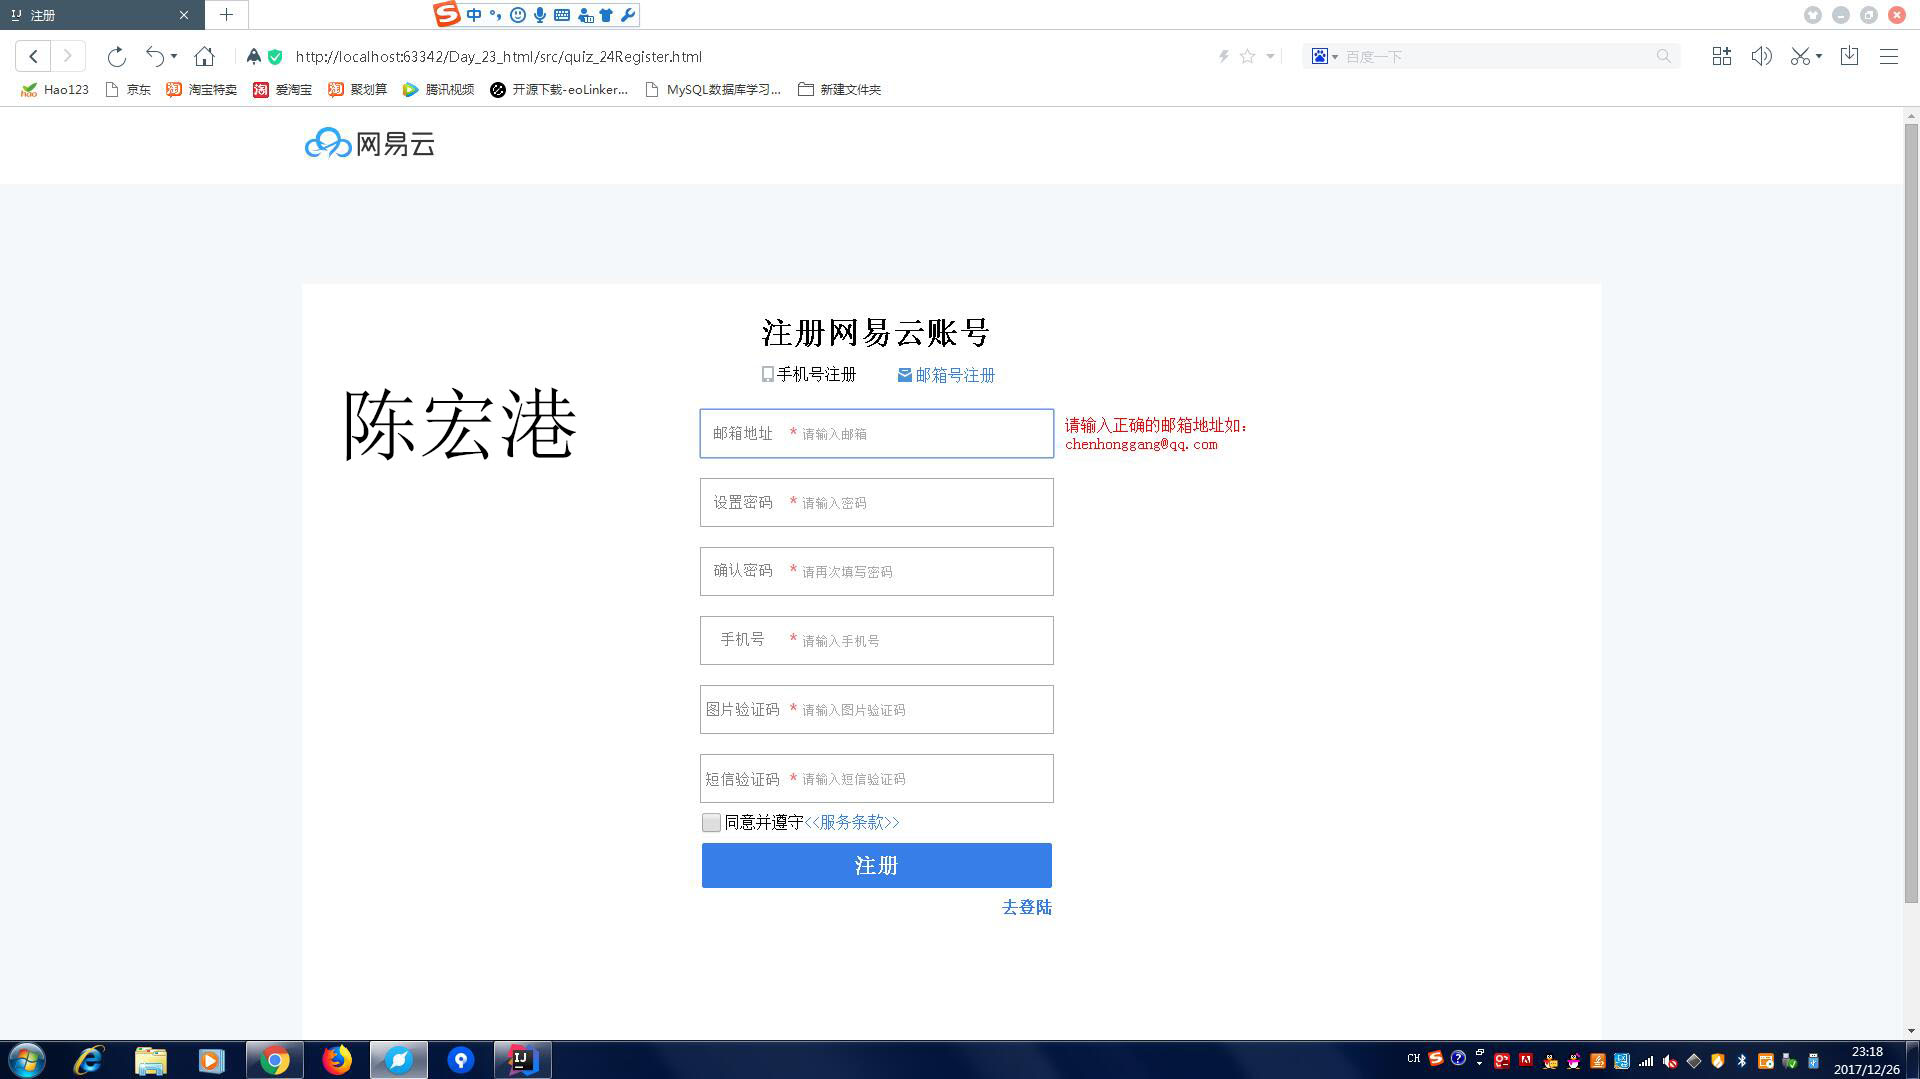 注册
中
http://localhost:63342/Day_23_html/src/quiz_24Register.html
百度一下
Hao123 京东 淘宝特卖 爱淘宝 聚划算 腾讯视频 开源下载-eoLinker... MySQL数据库学习... 新建文件夹
网易云
注册网易云账号
手机号注册 邮箱号注册
陈宏港
邮箱地址 * 请输入邮箱
请输入正确的邮箱地址如：
chenhonggang@qq.com
设置密码 * 请输入密码
确认密码 * 请再次填写密码
手机号 * 请输入手机号
图片验证码 * 请输入图片验证码
短信验证码 * 请输入短信验证码
同意并遵守<<服务条款>>
注册
去登陆
CH
23:18
2017/12/26